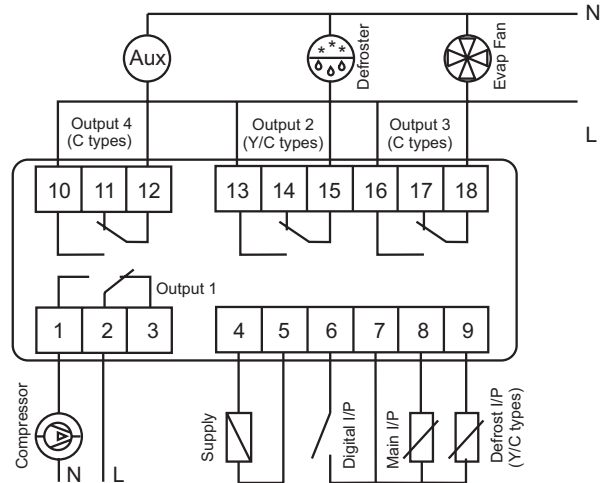 N
Aux
Defroster
Evap Fan
Output 4
(C types)
Output 2
(Y/C types)
Output 3
(C types)
L
10 11 12 13 14 15 16 17 18
Output 1
1 2 3 4 5 6 7 8 9
Compressor
N L
Supply
Digital I/P
Main I/P
Defrost I/P
(Y/C types)